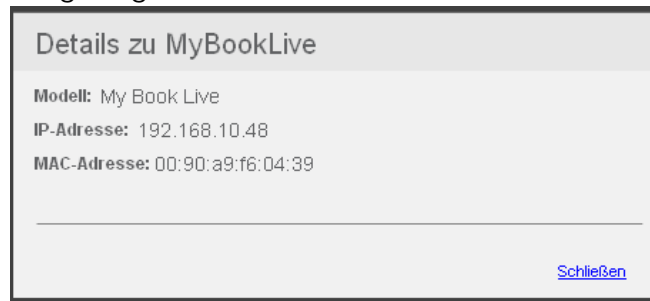 Details zu MyBookLive
Modell: My Book Live
IP-Adresse: 192.168.10.48
MAC-Adresse: 00:90:a9:f6:04:39
Schließen